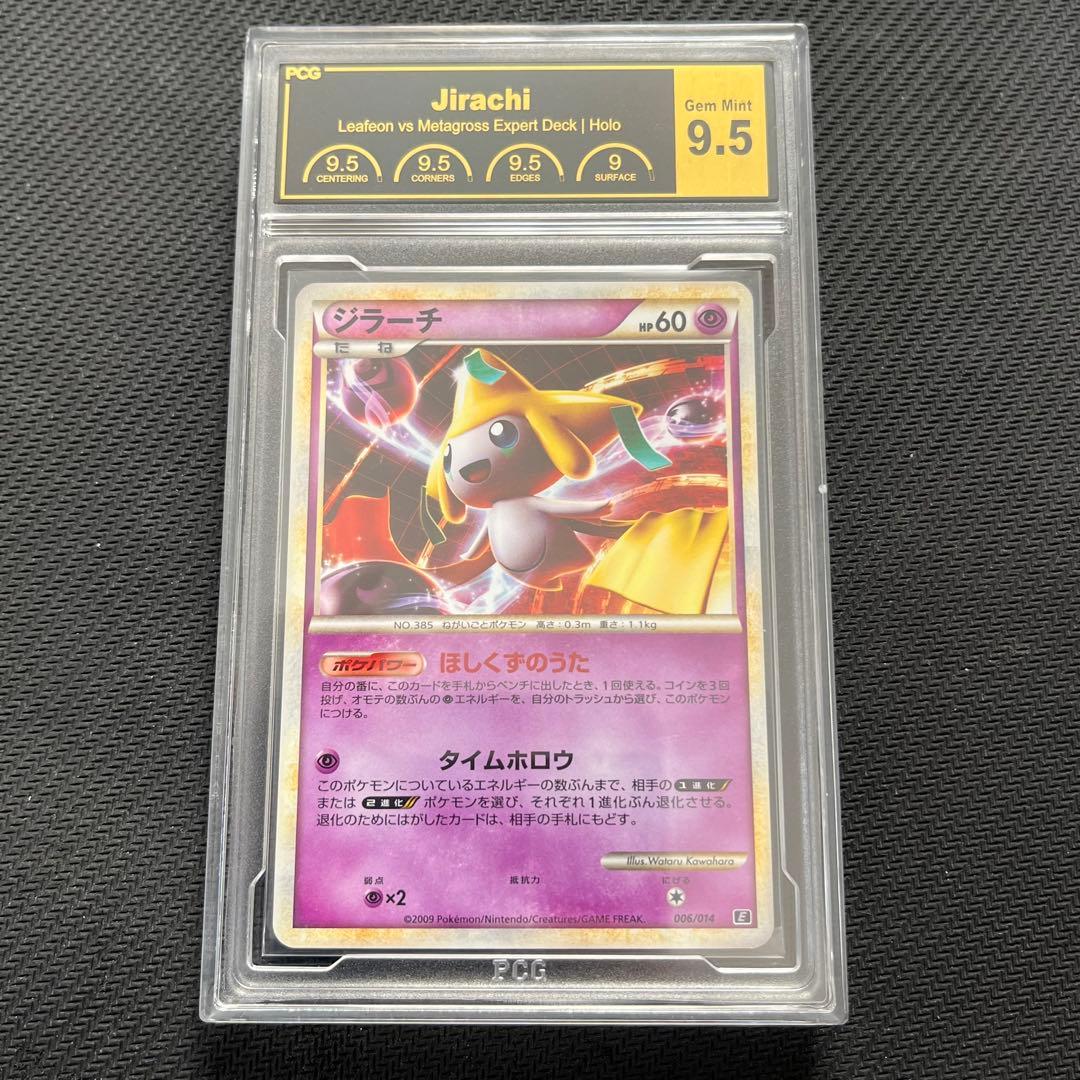 PCG
Jirachi
Leafeon vs Metagross Expert Deck | Holo
Gem Mint
9.5
9.5
CENTERING
9.5
CORNERS
9.5
EDGES
9
SURFACE
ジラーチ
HP60
たね
NO.385 ねがいごとポケモン 高さ：0.3m 重さ：1.1kg
ポケパワー ほしくずのうた
自分の番に、このカードを手札からベンチに出したとき、1回使える。コインを3回
投げ、オモテの数ぶんの エネルギーを、自分のトラッシュから選び、このポケモン
につける。
タイムホロウ
このポケモンについているエネルギーの数ぶんまで、相手の 1進化
または 2進化 ポケモンを選び、それぞれ1進化ぶん退化させる。
退化のためにはがしたカードは、相手の手札にもどす。
Illus.Wataru Kawahara
弱点 抵抗力 にげる
×2
©2009 Pokémon/Nintendo/Creatures/GAME FREAK. 006/014 E
PCG